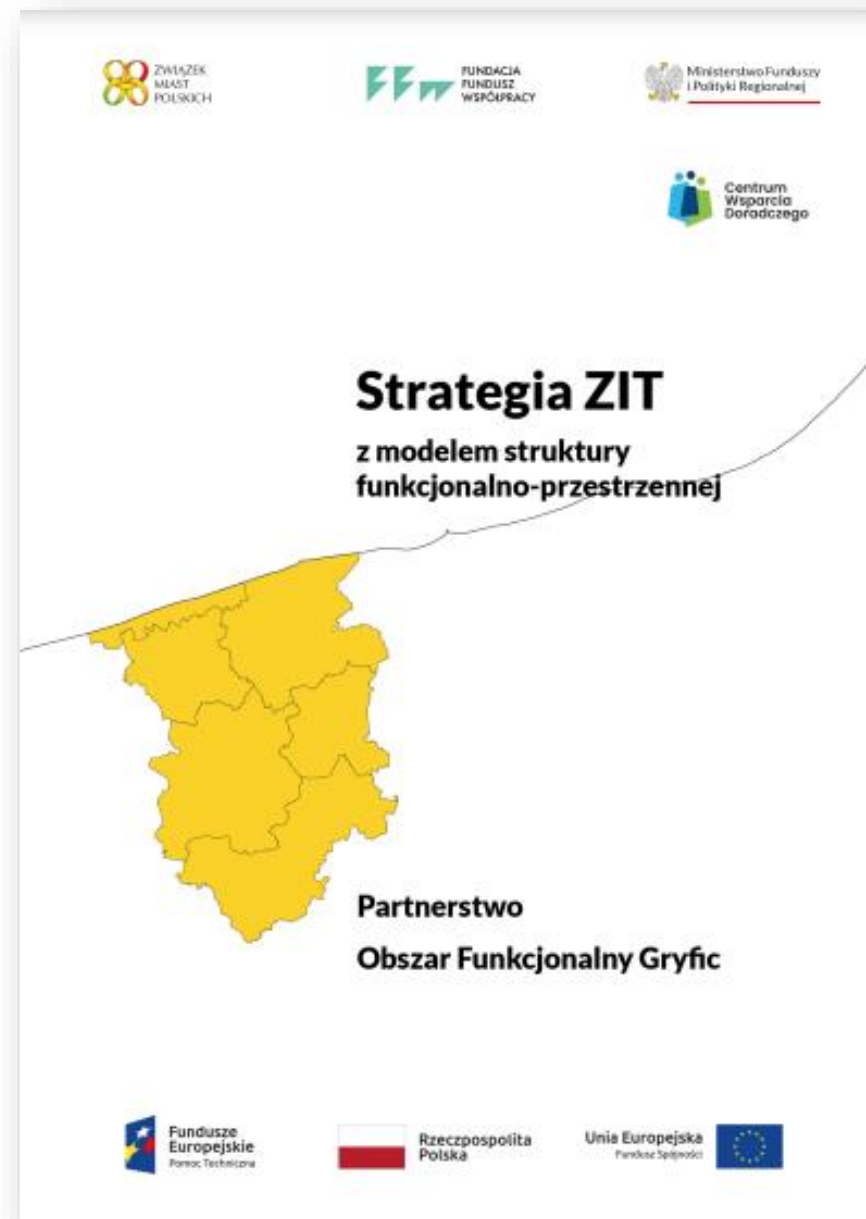 ZWIĄZEK
MIAST
POLSKICH
FUNDACJA
FUNDUSZ
WSPÓŁPRACY
Ministerstwo Funduszy
i Polityki Regionalnej
Centrum
Wsparcia
Doradczego
Strategia ZIT
z modelem struktury
funkcjonalno-przestrzennej
Partnerstwo
Obszar Funkcjonalny Gryfic
Fundusze
Europejskie
Pomoc Techniczna
Rzeczpospolita
Polska
Unia Europejska
Fundusz Spójności